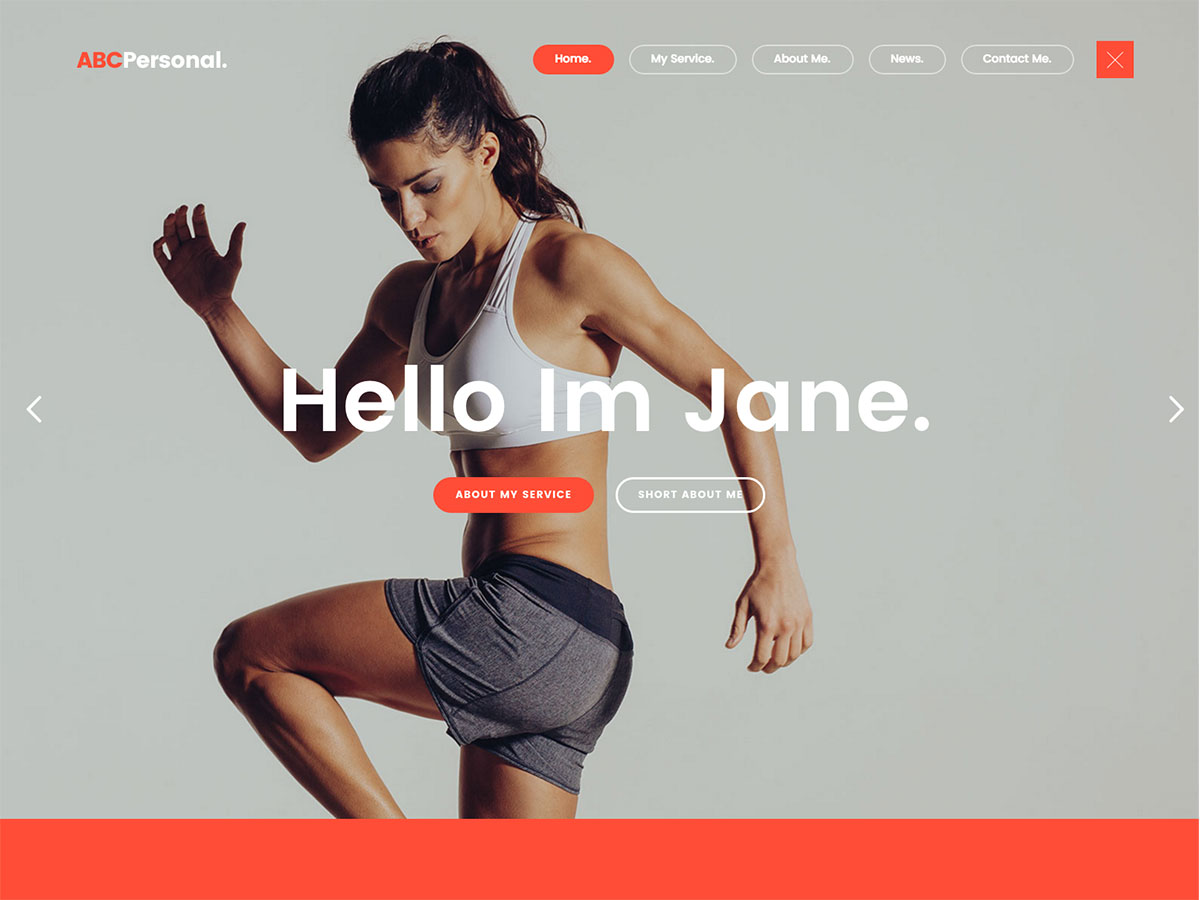 ABCPersonal.
Home.
My Service.
About Me.
News.
Contact Me.
Hello Im Jane.
ABOUT MY SERVICE
SHORT ABOUT ME